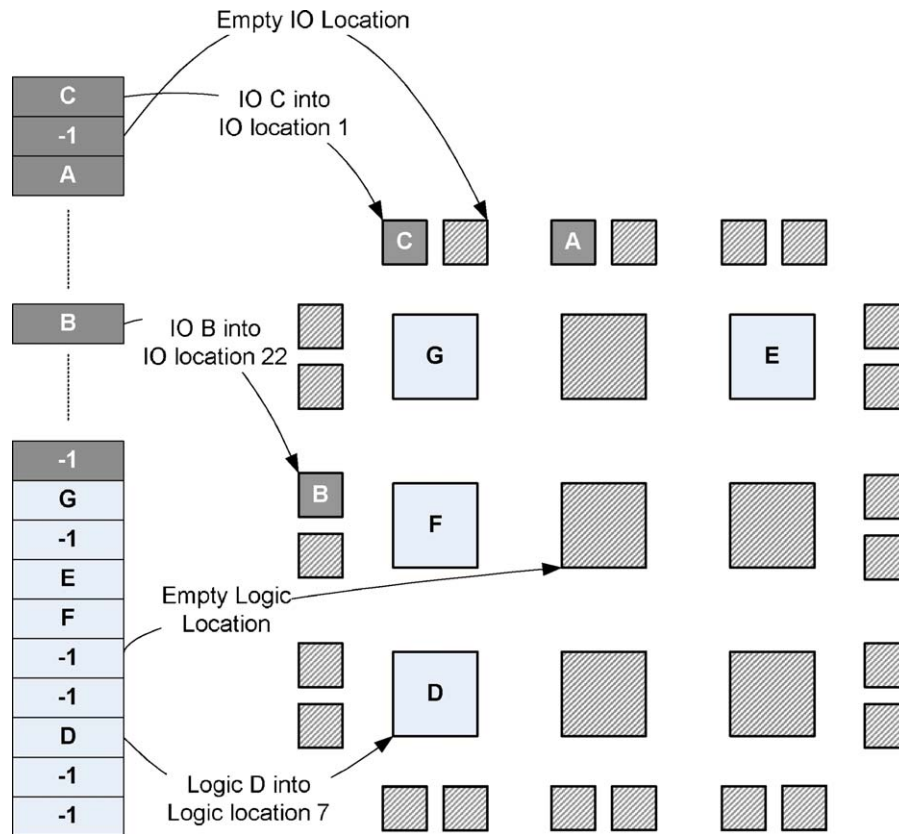 Empty IO Location
C
-1
A
IO C into
IO location 1
C
A
B
IO B into
IO location 22
G
E
B
F
-1
G
-1
E
F
-1
-1
D
-1
-1
Empty Logic
Location
D
Logic D into
Logic location 7